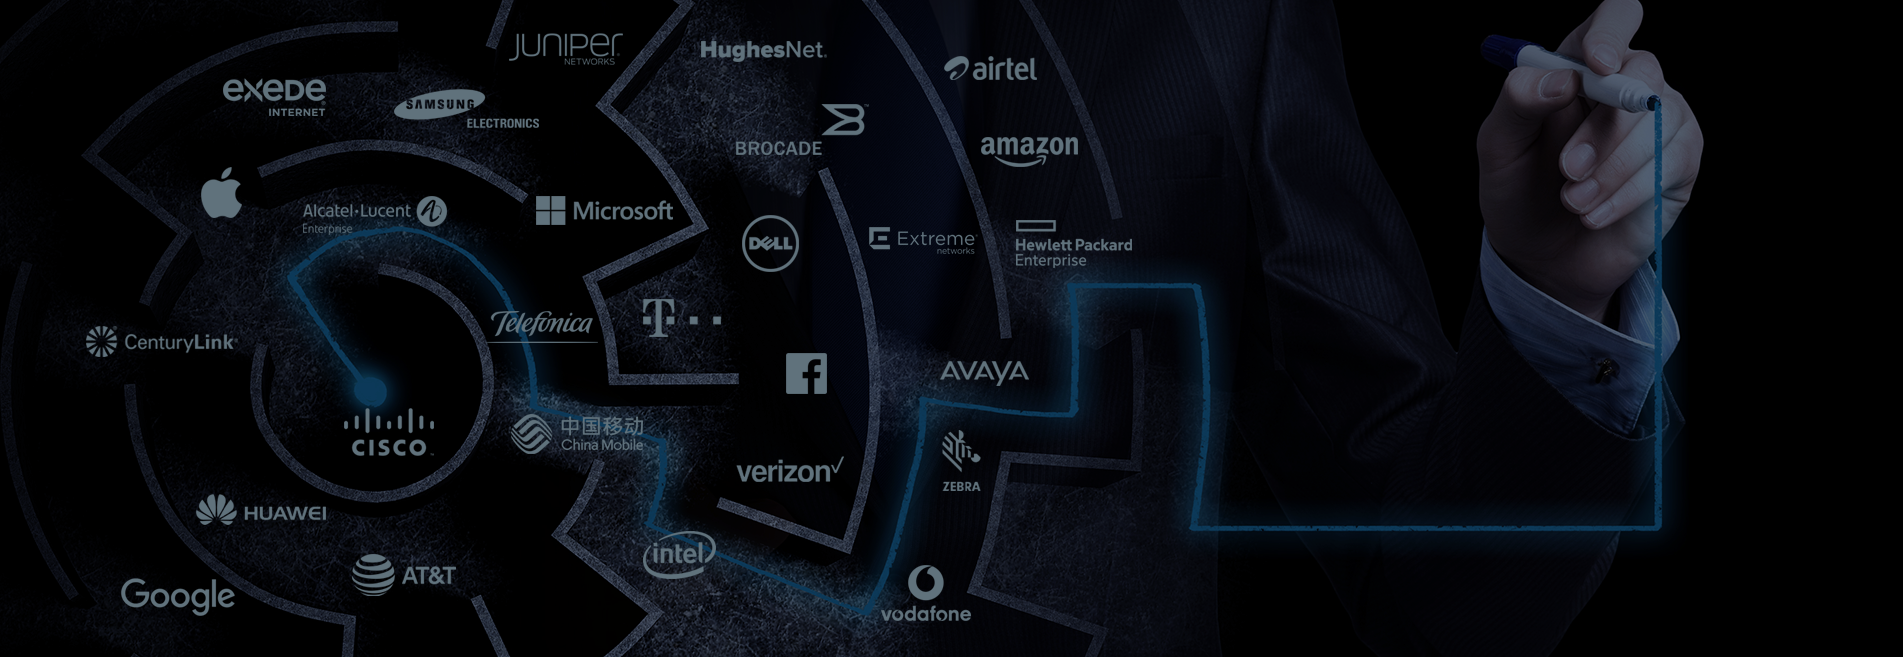 JUNIPER
NETWORKS
HughesNet
airtel
exede
INTERNET
SAMSUNG
ELECTRONICS
BROCADE
amazon
Alcatel·Lucent
Enterprise
Microsoft
DELL
Extreme
networks
Hewlett Packard
Enterprise
Telefónica
T
CenturyLink
AVAYA
CISCO
中国移动
China Mobile
verizon
ZEBRA
HUAWEI
intel
AT&T
Google
vodafone